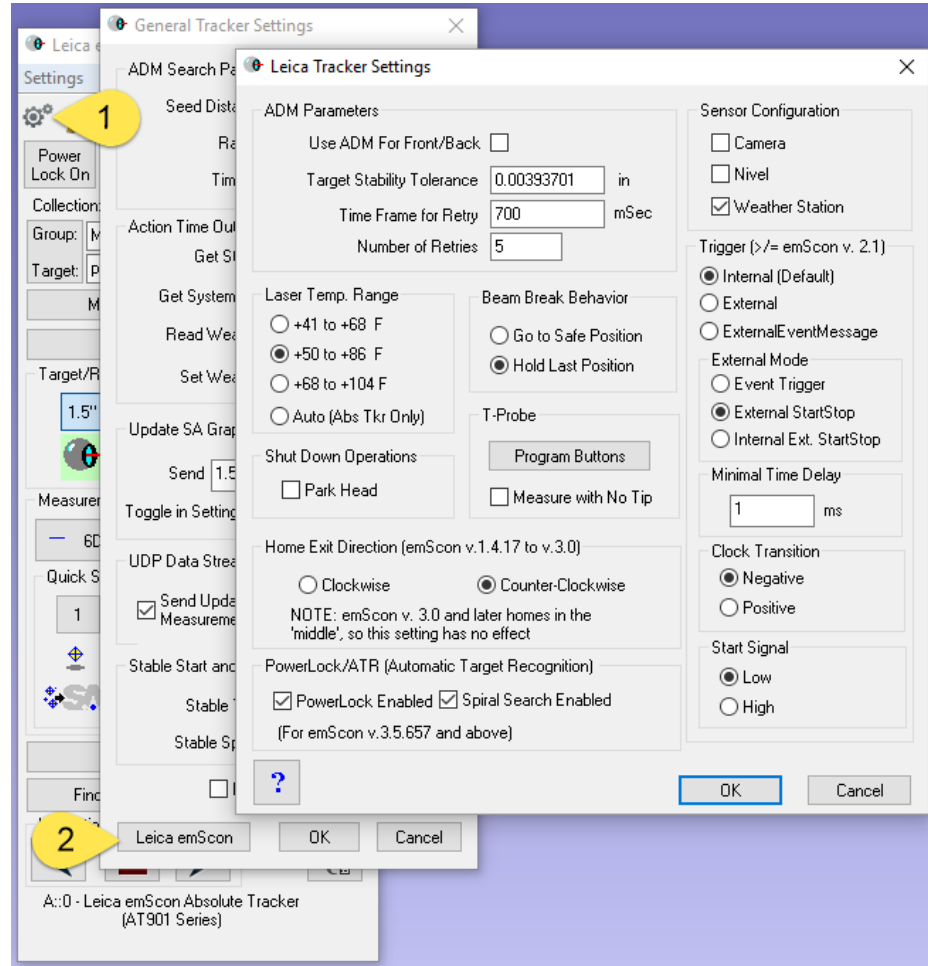 Leica e
Settings
1
Power
Lock On
Collection:
Group: M
Target: P
M
Target/R
1.5"
Measurer
6D
Quick S
1
Find
A::0 - Leica emScon Absolute Tracker
(AT901 Series)
General Tracker Settings
ADM Search Pa
Seed Dista
Ra
Tim
Action Time Out
Get St
Get System
Read Wea
Set Wea
Update SA Grap
Send 1.5
Toggle in Setting
UDP Data Strea
Send Upda
Measureme
Stable Start and
Stable T
Stable Sp
2
Leica emScon
OK
Cancel
Leica Tracker Settings
ADM Parameters
Use ADM For Front/Back
Target Stability Tolerance 0.00393701 in
Time Frame for Retry 700 mSec
Number of Retries 5
Laser Temp. Range
+41 to +68 F
+50 to +86 F
+68 to +104 F
Auto (Abs Tkr Only)
Beam Break Behavior
Go to Safe Position
Hold Last Position
Shut Down Operations
Park Head
T-Probe
Program Buttons
Measure with No Tip
Home Exit Direction (emScon v.1.4.17 to v.3.0)
Clockwise
Counter-Clockwise
NOTE: emScon v. 3.0 and later homes in the
'middle', so this setting has no effect
PowerLock/ATR (Automatic Target Recognition)
PowerLock Enabled
Spiral Search Enabled
(For emScon v.3.5.657 and above)
Sensor Configuration
Camera
Nivel
Weather Station
Trigger (>/= emScon v. 2.1)
Internal (Default)
External
ExternalEventMessage
External Mode
Event Trigger
External StartStop
Internal Ext. StartStop
Minimal Time Delay
1 ms
Clock Transition
Negative
Positive
Start Signal
Low
High
?
OK
Cancel